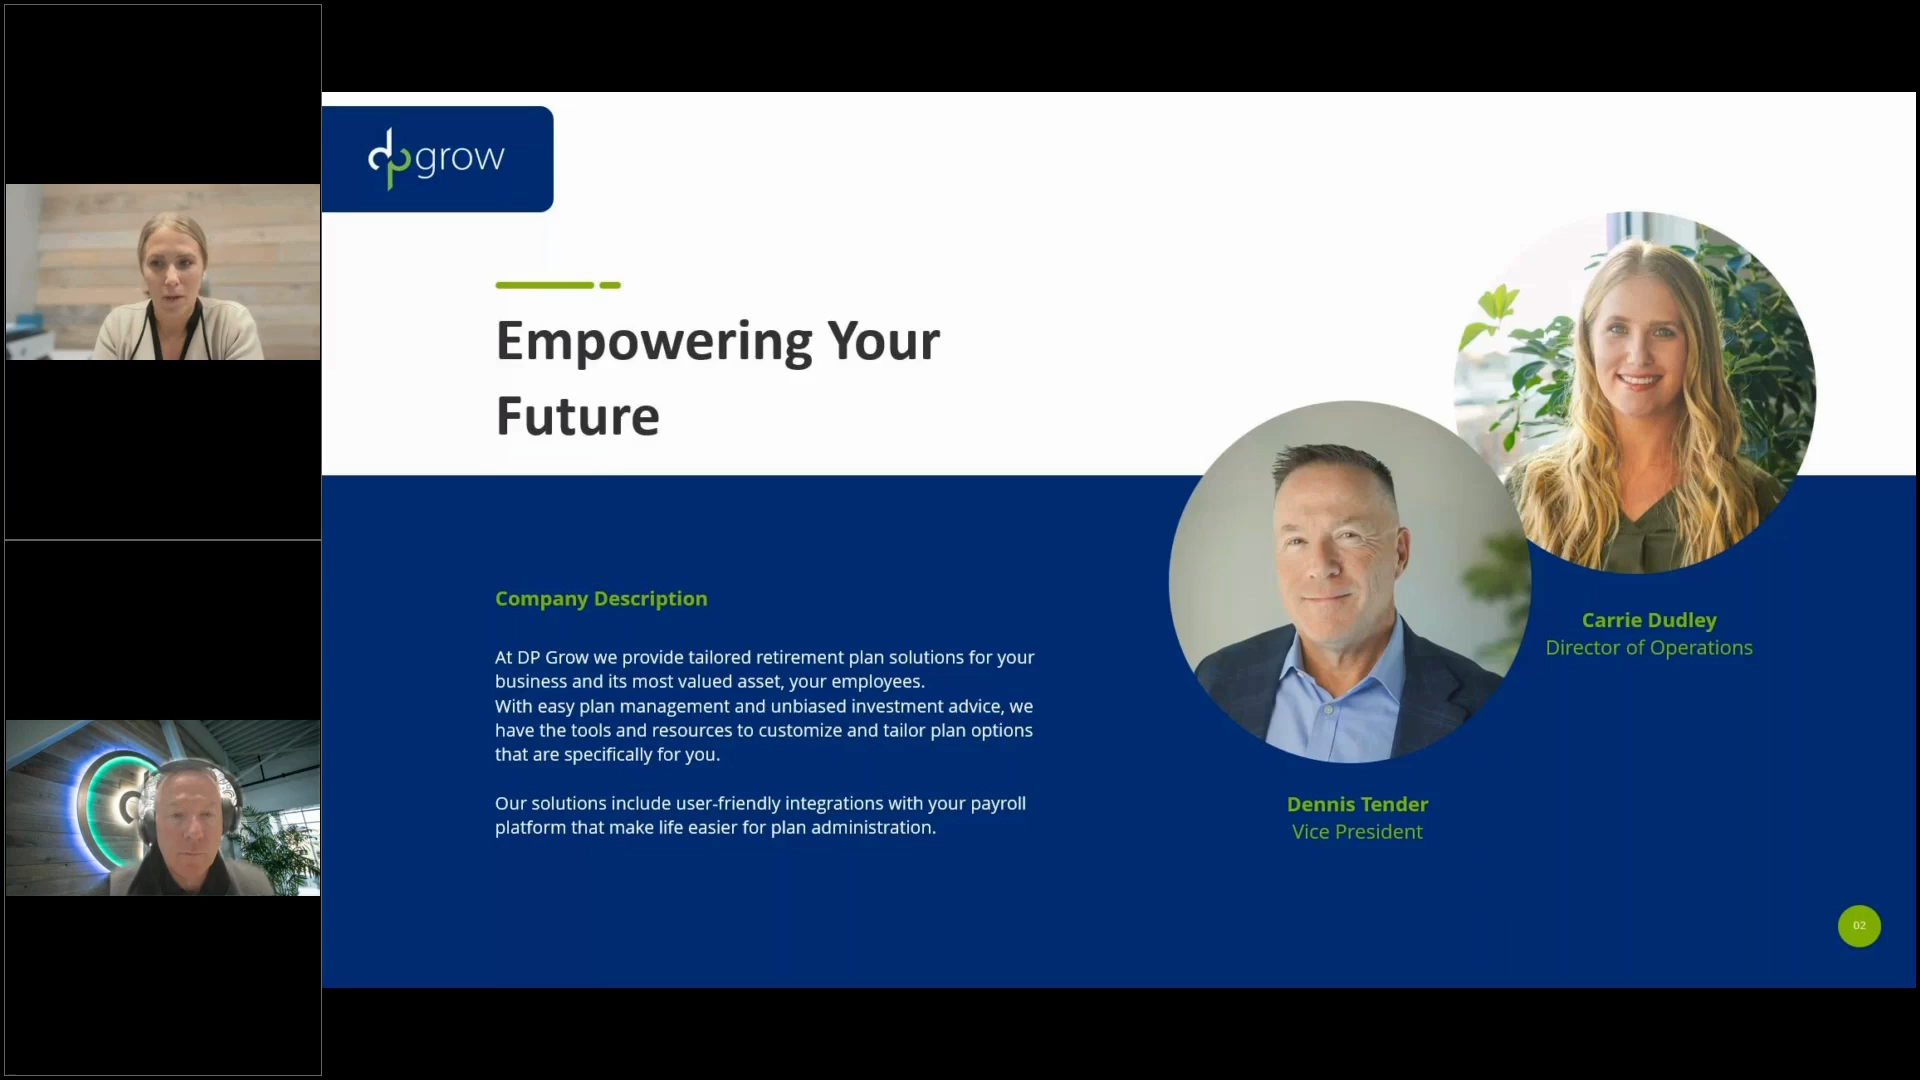 dpgrow
Empowering Your
Future
Company Description
At DP Grow we provide tailored retirement plan solutions for your
business and its most valued asset, your employees.
With easy plan management and unbiased investment advice, we
have the tools and resources to customize and tailor plan options
that are specifically for you.
Our solutions include user-friendly integrations with your payroll
platform that make life easier for plan administration.
Carrie Dudley
Director of Operations
Dennis Tender
Vice President
02